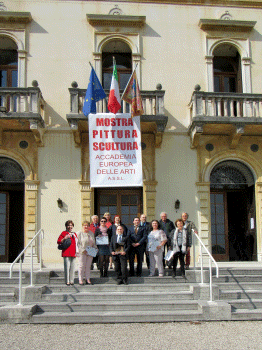 MOSTRA
PITTURA
SCULTURA
ACCADEMIA
EUROPEA
DELLE ARTI